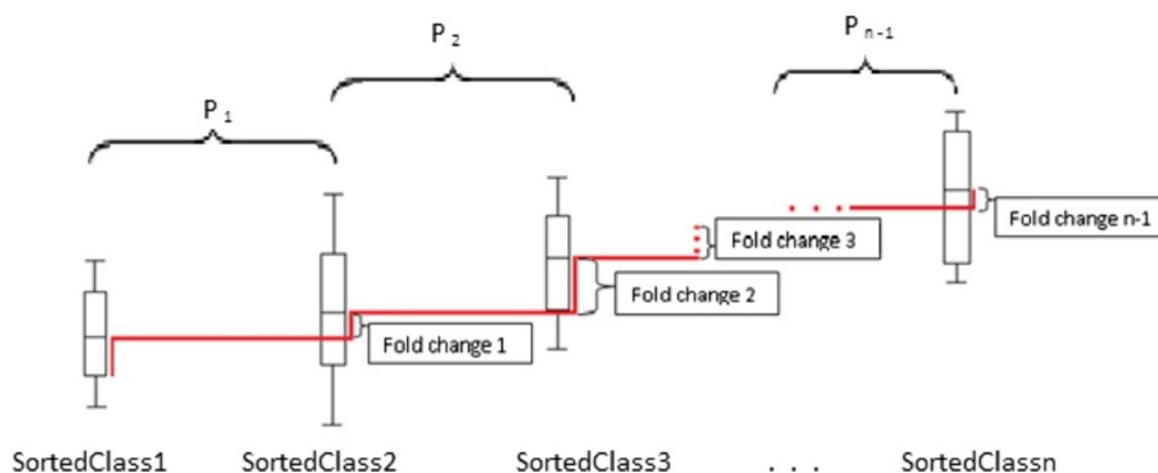 P n-1
P 2
P 1
Fold change n-1
Fold change 3
Fold change 2
Fold change 1
SortedClass1 SortedClass2 SortedClass3 . . . SortedClassn